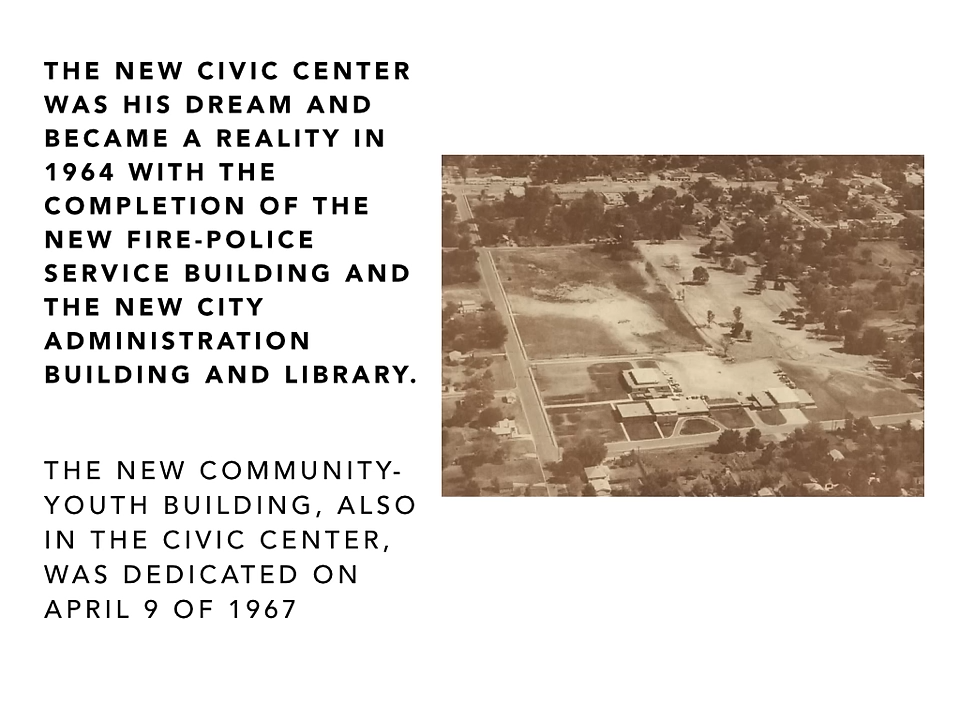 THE NEW CIVIC CENTER
WAS HIS DREAM AND
BECAME A REALITY IN
1964 WITH THE
COMPLETION OF THE
NEW FIRE-POLICE
SERVICE BUILDING AND
THE NEW CITY
ADMINISTRATION
BUILDING AND LIBRARY.
THE NEW COMMUNITY-
YOUTH BUILDING, ALSO
IN THE CIVIC CENTER,
WAS DEDICATED ON
APRIL 9 OF 1967